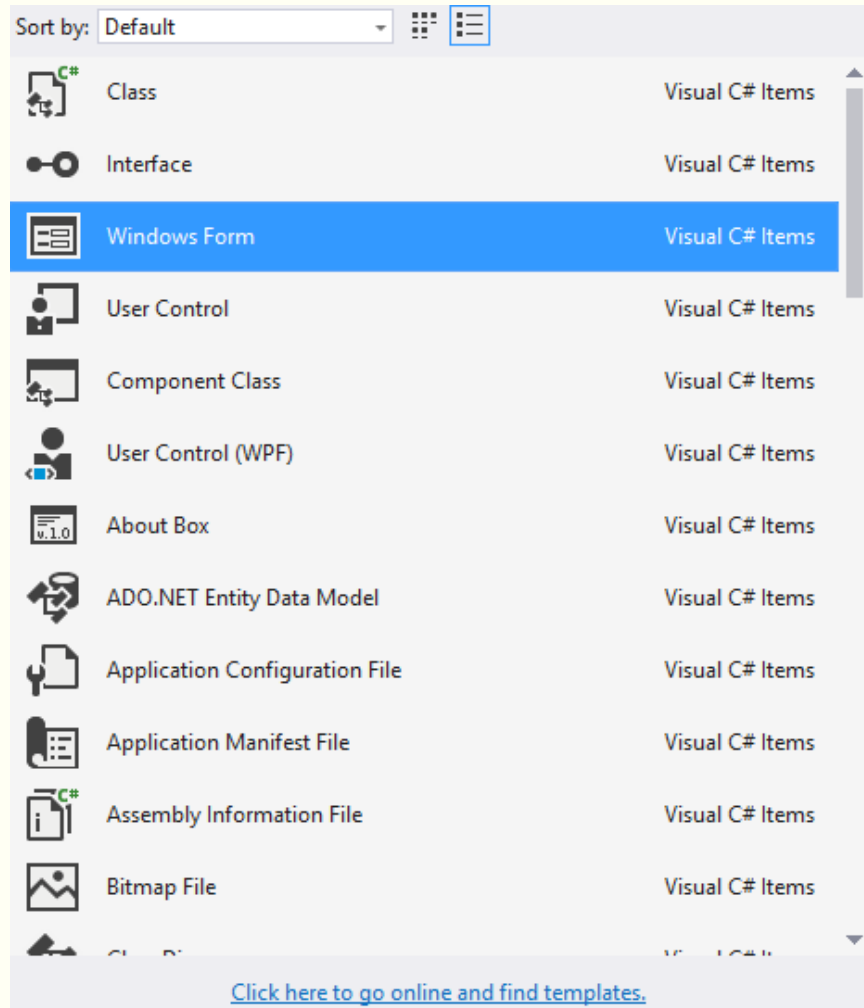 Sort by: Default
C# Class Visual C# Items
Interface Visual C# Items
Windows Form Visual C# Items
User Control Visual C# Items
Component Class Visual C# Items
User Control (WPF) Visual C# Items
v.1.0 About Box Visual C# Items
ADO.NET Entity Data Model Visual C# Items
Application Configuration File Visual C# Items
Application Manifest File Visual C# Items
C# Assembly Information File Visual C# Items
Bitmap File Visual C# Items
Click here to go online and find templates.